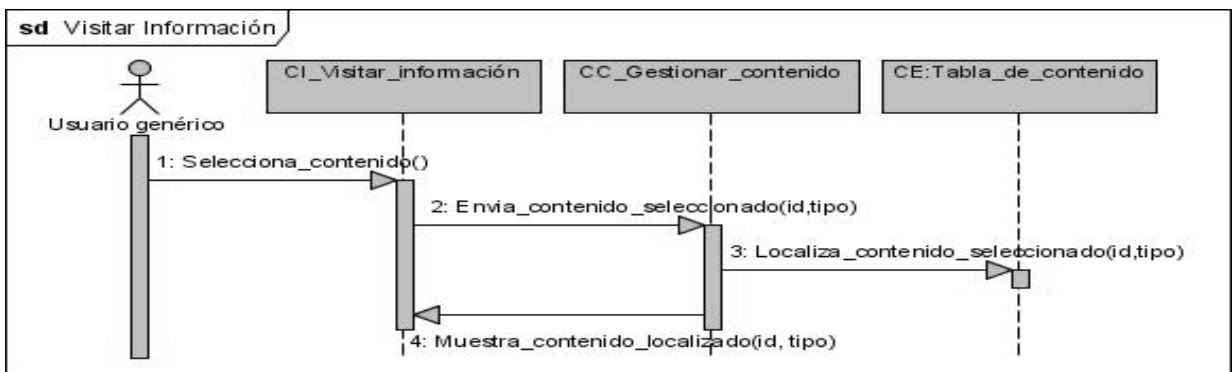 sd Visitar Información
CI_Visitar_información
CC_Gestionar_contenido
CE:Tabla_de_contenido
Usuario genérico
1: Selecciona_contenido()
2: Envia_contenido_seleccionado(id,tipo)
3: Localiza_contenido_seleccionado(id,tipo)
4: Muestra_contenido_localizado(id, tipo)